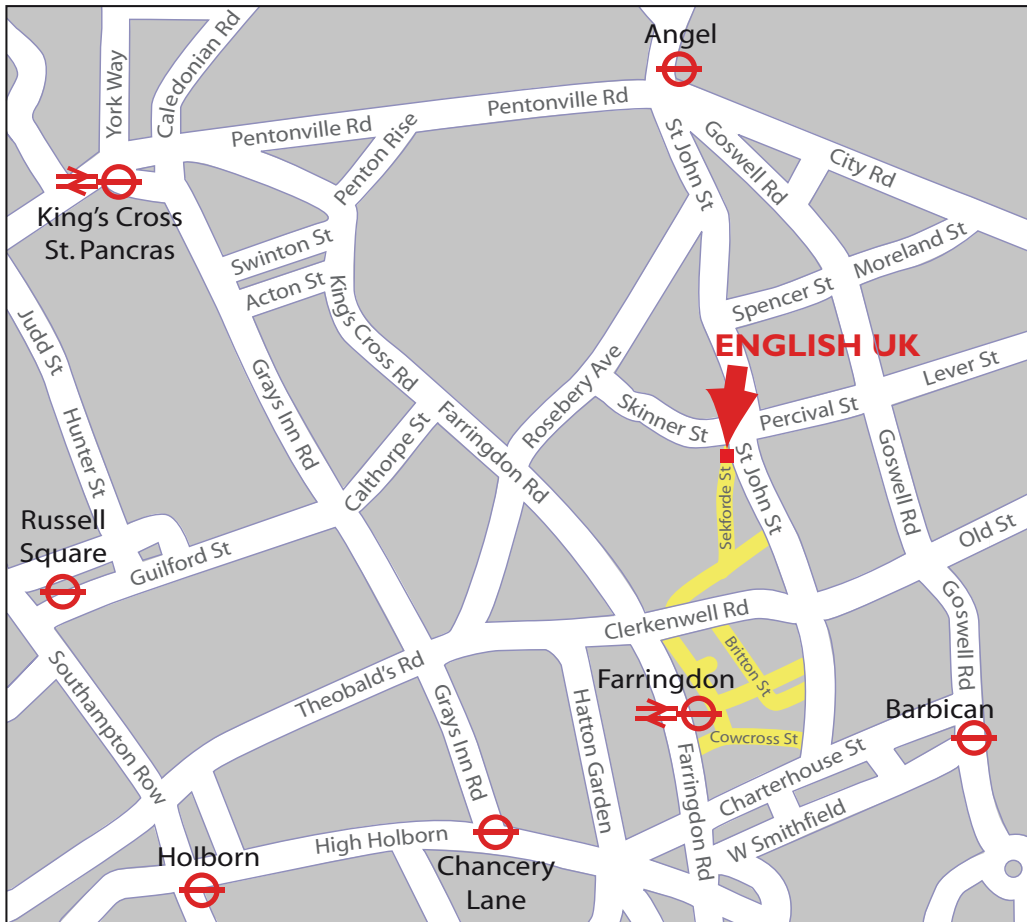 Angel
York Way
Caledonian Rd
Pentonville Rd
Pentonville Rd
Penton Rise
St John St
Goswell Rd
City Rd
King's Cross
St. Pancras
Swinton St
Acton St
Moreland St
Spencer St
Judd St
King's Cross Rd
ENGLISH UK
Lever St
Grays Inn Rd
Rosebery Ave
Skinner St
Percival St
Hunter St
Calthorpe St
Farringdon Rd
St John St
Goswell Rd
Sekforde St
Old St
Russell
Square
Guilford St
Clerkenwell Rd
Goswell Rd
Southampton Row
Theobald's Rd
Britton St
Farringdon
Hatton Garden
Barbican
Cowcross St
Grays Inn Rd
Farringdon Rd
Charterhouse St
W Smithfield
High Holborn
Holborn
Chancery
Lane